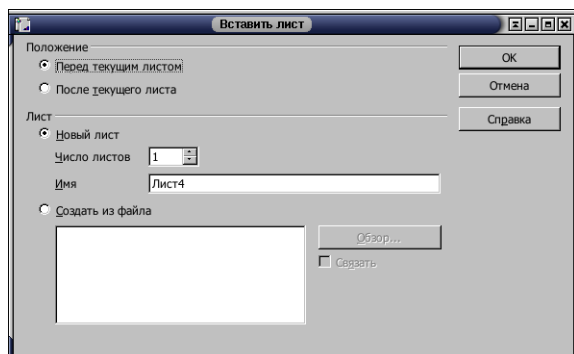 Вставить лист
Положение
Перед текущим листом
После текущего листа
Лист
Новый лист
Число листов 1
Имя Лист4
Создать из файла
OK
Отмена
Справка
Обзор...
Связать